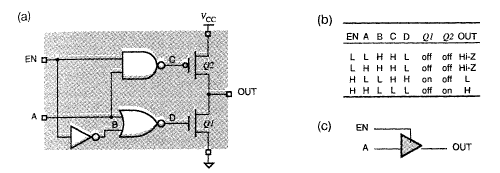 (a)
VCC
EN
C
Q2
OUT
A
B
D
Q1
(b)
EN A B C D Q1 Q2 OUT
L L H H L off off Hi-Z
L H H H L off off Hi-Z
H L L H H on off L
H H L L L off on H
(c)
EN
A
OUT